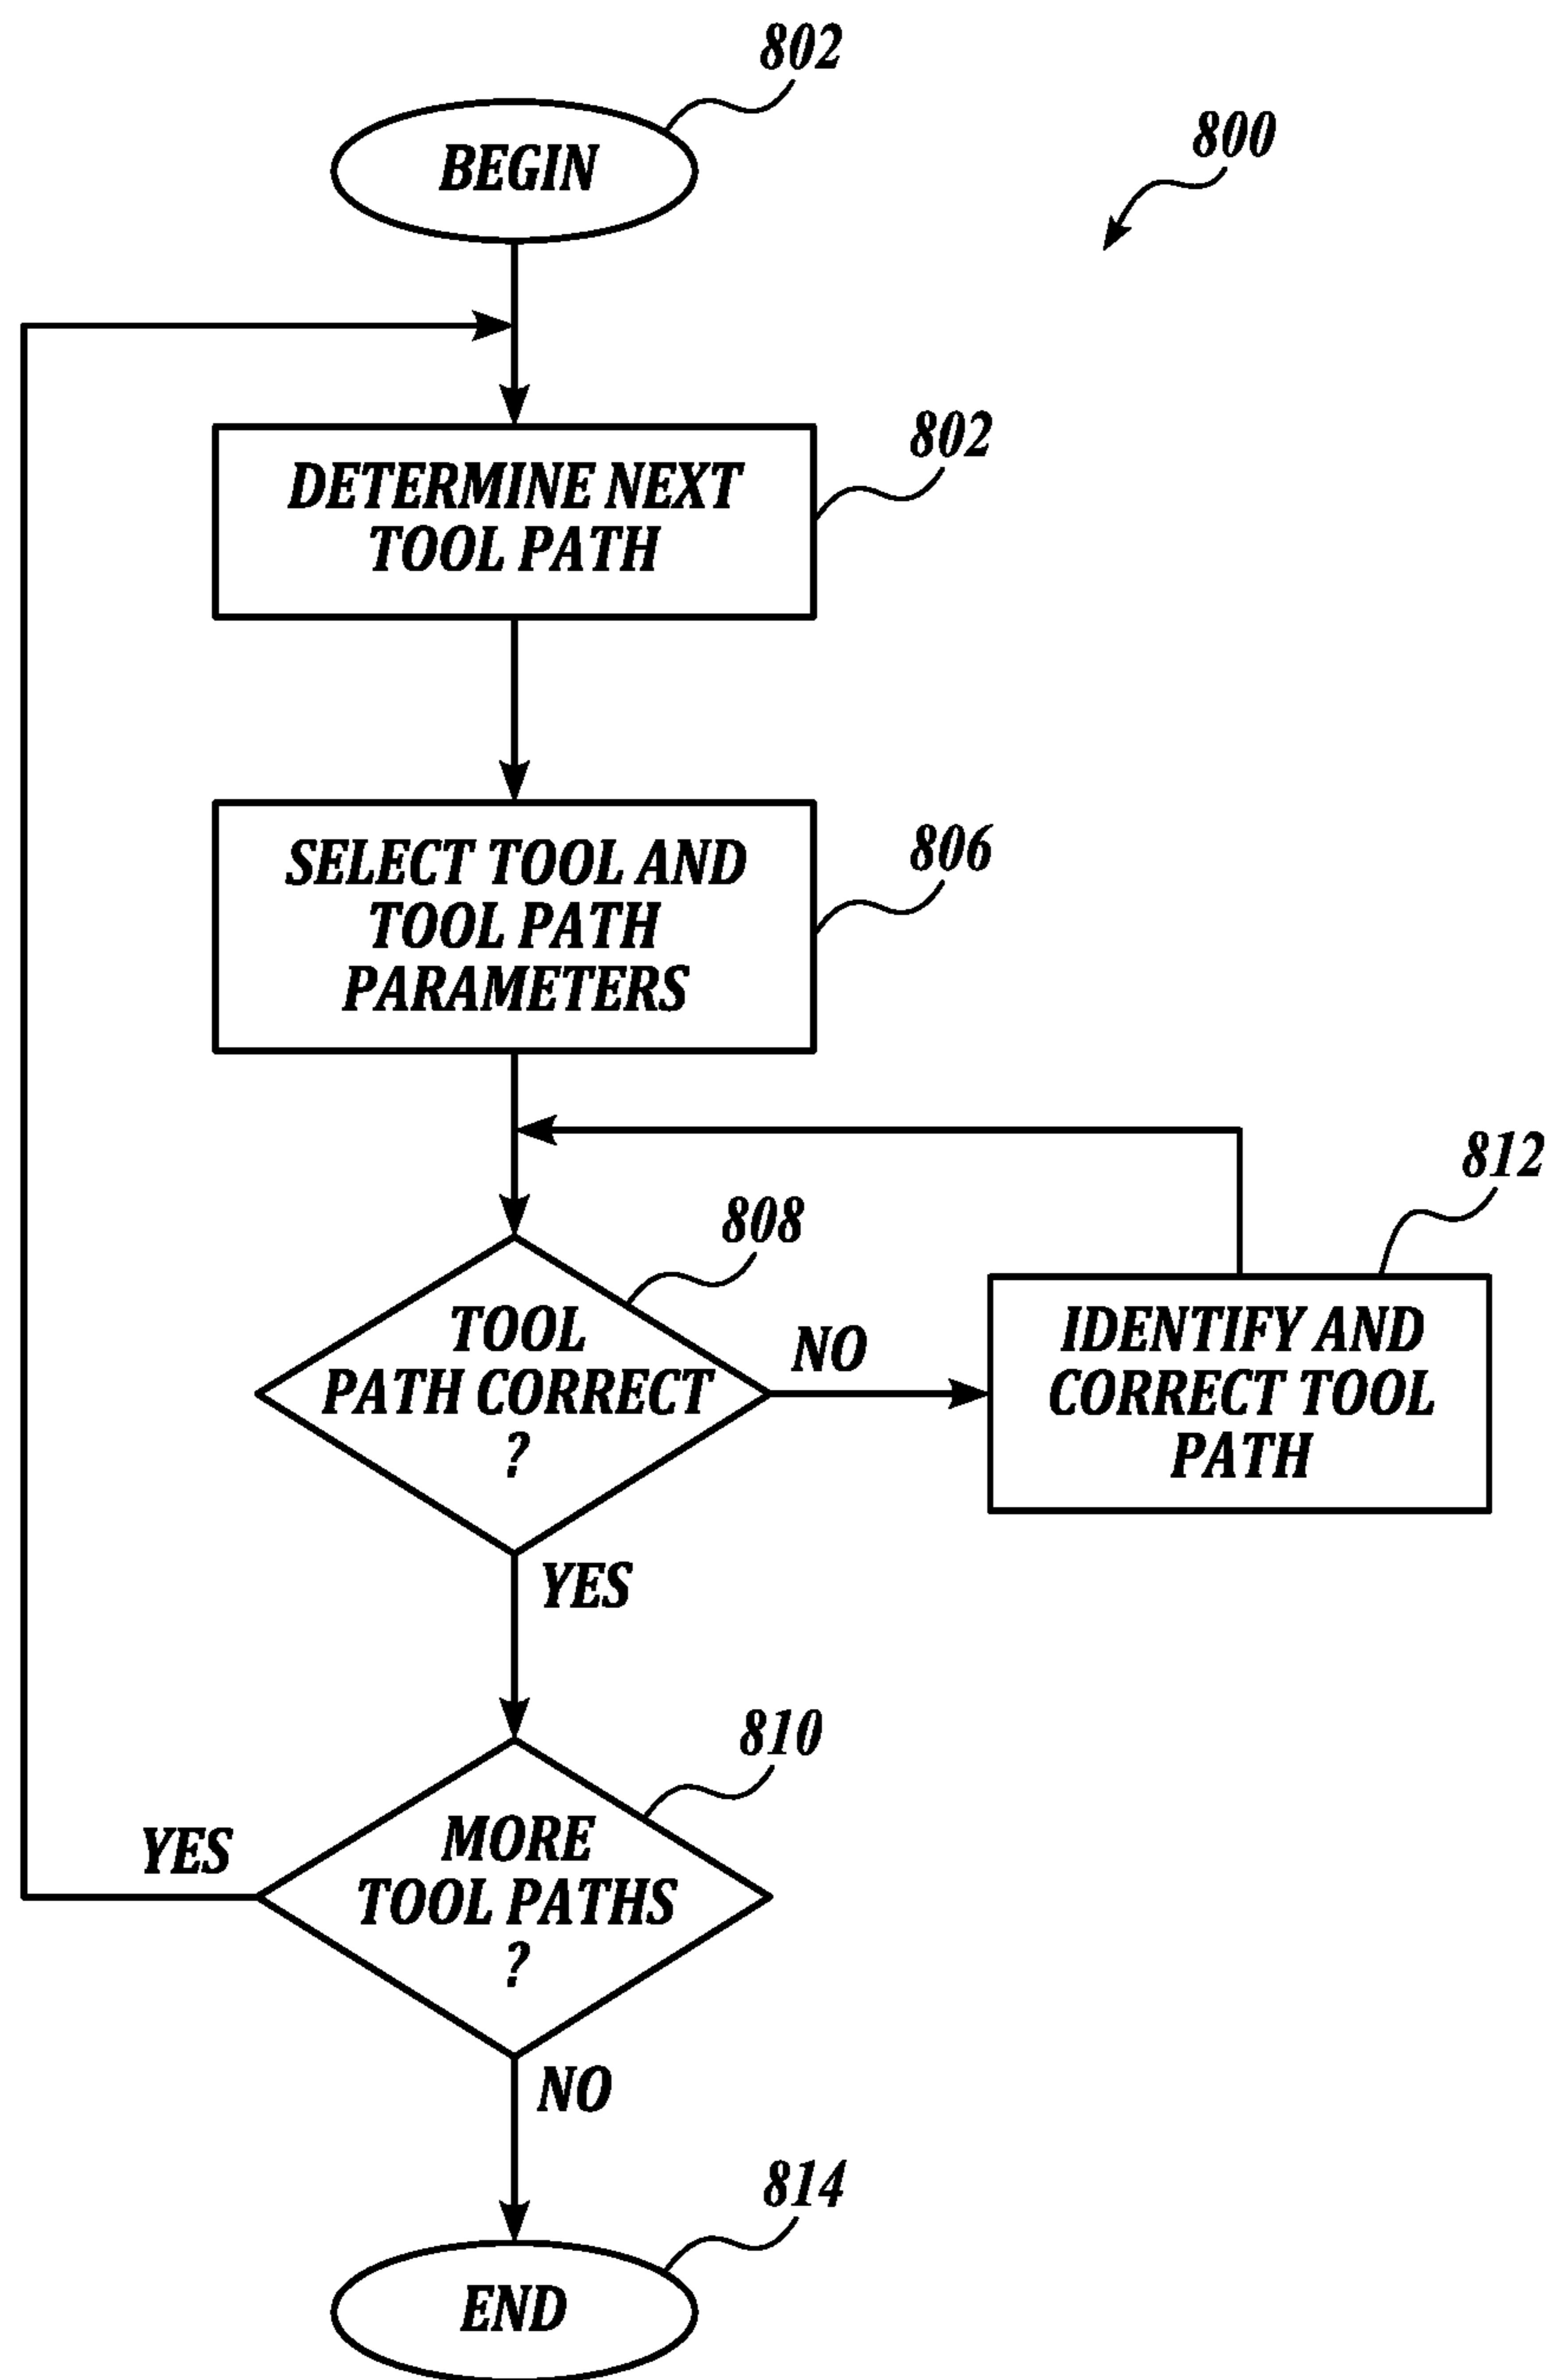 802
BEGIN
800
802
DETERMINE NEXT
TOOL PATH
806
SELECT TOOL AND
TOOL PATH
PARAMETERS
808
TOOL
PATH CORRECT
?
NO
812
IDENTIFY AND
CORRECT TOOL
PATH
YES
810
MORE
TOOL PATHS
?
YES
NO
814
END